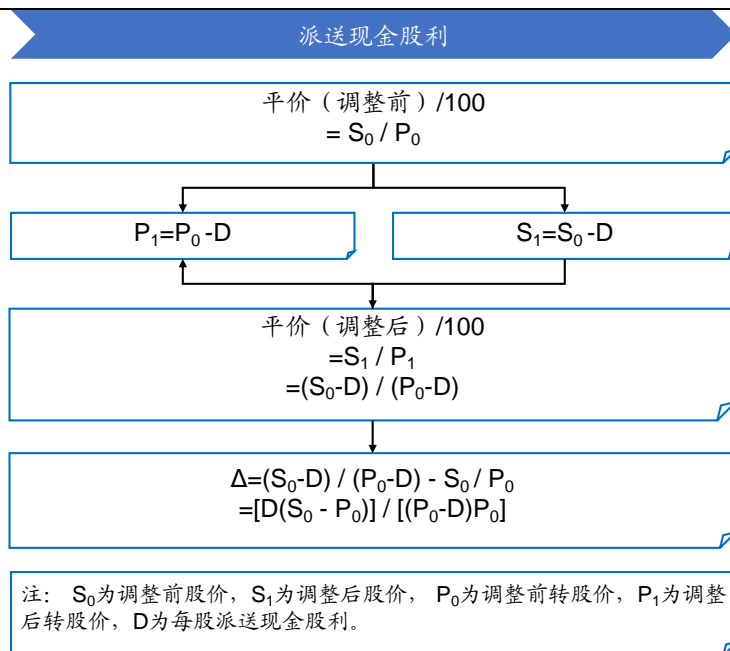 派送现金股利
平价（调整前）/100
= S₀ / P₀
P₁=P₀ -D
S₁=S₀ -D
平价（调整后）/100
=S₁ / P₁
=(S₀-D) / (P₀-D)
Δ=(S₀-D) / (P₀-D) - S₀ / P₀
=[D(S₀ - P₀)] / [(P₀-D)P₀]
注： S₀为调整前股价，S₁为调整后股价， P₀为调整前转股价，P₁为调整
后转股价，D为每股派送现金股利。